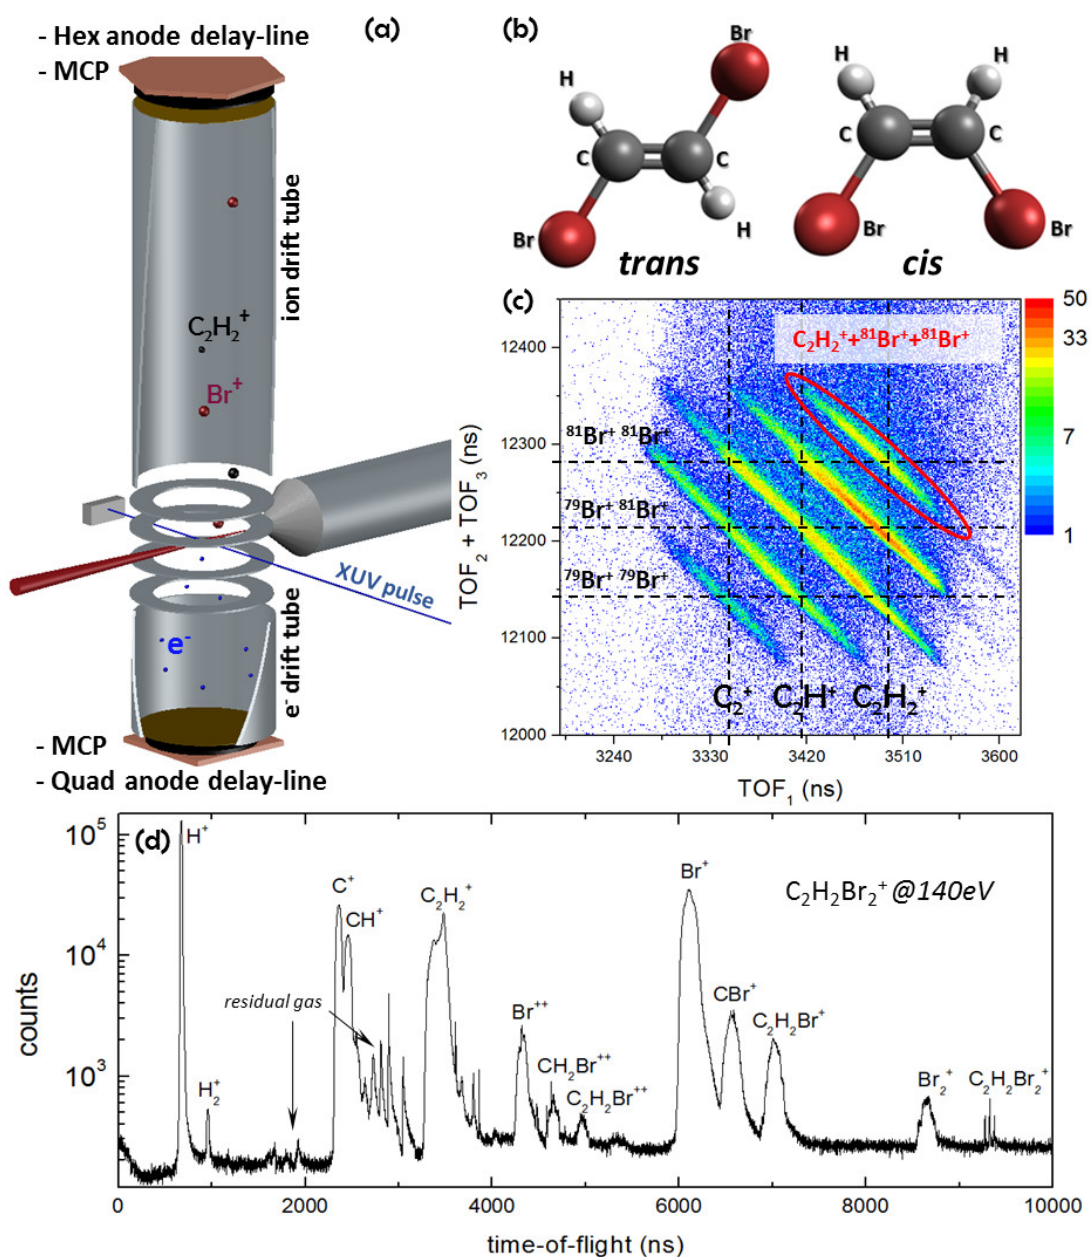 - Hex anode delay-line
- MCP
(a)
ion drift tube
C₂H₂⁺
Br⁺
XUV pulse
e⁻
e⁻ drift tube
- MCP
- Quad anode delay-line
(b)
Br
H
C
C
Br
H
trans
H
H
C
C
Br
Br
cis
(c)
C₂H₂⁺+⁸¹Br⁺+⁸¹Br⁺
50
33
7
1
12400
12300
12200
12100
12000
TOF₂ + TOF₃ (ns)
⁸¹Br⁺ ⁸¹Br⁺
⁷⁹Br⁺ ⁸¹Br⁺
⁷⁹Br⁺ ⁷⁹Br⁺
C₂⁺
C₂H⁺
C₂H₂⁺
3240
3330
3420
3510
3600
TOF₁ (ns)
(d)
10⁵
10⁴
10³
counts
H⁺
H₂⁺
residual gas
C⁺
CH⁺
C₂H₂⁺
Br⁺⁺
CH₂Br⁺⁺
C₂H₂Br⁺⁺
Br⁺
CBr⁺
C₂H₂Br⁺
Br₂⁺
C₂H₂Br₂⁺
C₂H₂Br₂⁺ @140eV
0
2000
4000
6000
8000
10000
time-of-flight (ns)